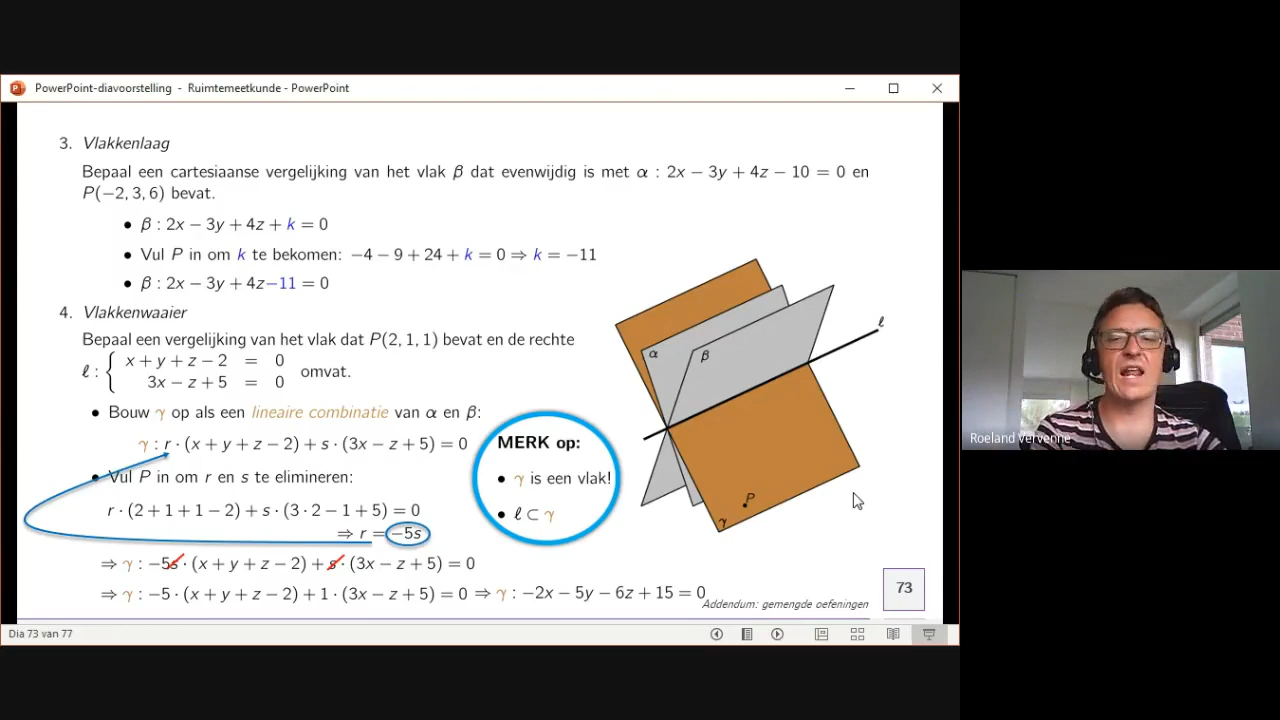 PowerPoint-diavoorstelling - Ruimtemeetkunde - PowerPoint
3. Vlakkenlaag
Bepaal een cartesiaanse vergelijking van het vlak β dat evenwijdig is met α : 2x − 3y + 4z − 10 = 0 en
P(−2, 3, 6) bevat.
• β : 2x − 3y + 4z + k = 0
• Vul P in om k te bekomen: −4 − 9 + 24 + k = 0 ⇒ k = −11
• β : 2x − 3y + 4z−11 = 0
4. Vlakkenwaaier
Bepaal een vergelijking van het vlak dat P(2, 1, 1) bevat en de rechte
ℓ : { x + y + z − 2 = 0
3x − z + 5 = 0 omvat.
• Bouw γ op als een lineaire combinatie van α en β:
γ : r · (x + y + z − 2) + s · (3x − z + 5) = 0
• Vul P in om r en s te elimineren:
r · (2 + 1 + 1 − 2) + s · (3 · 2 − 1 + 5) = 0
⇒ r = −5s
⇒ γ : −5s · (x + y + z − 2) + s · (3x − z + 5) = 0
⇒ γ : −5 · (x + y + z − 2) + 1 · (3x − z + 5) = 0 ⇒ γ : −2x − 5y − 6z + 15 = 0
MERK op:
• γ is een vlak!
• ℓ ⊂ γ
α
β
ℓ
P
γ
73
Addendum: gemengde oefeningen
Dia 73 van 77
Roeland Vervenne